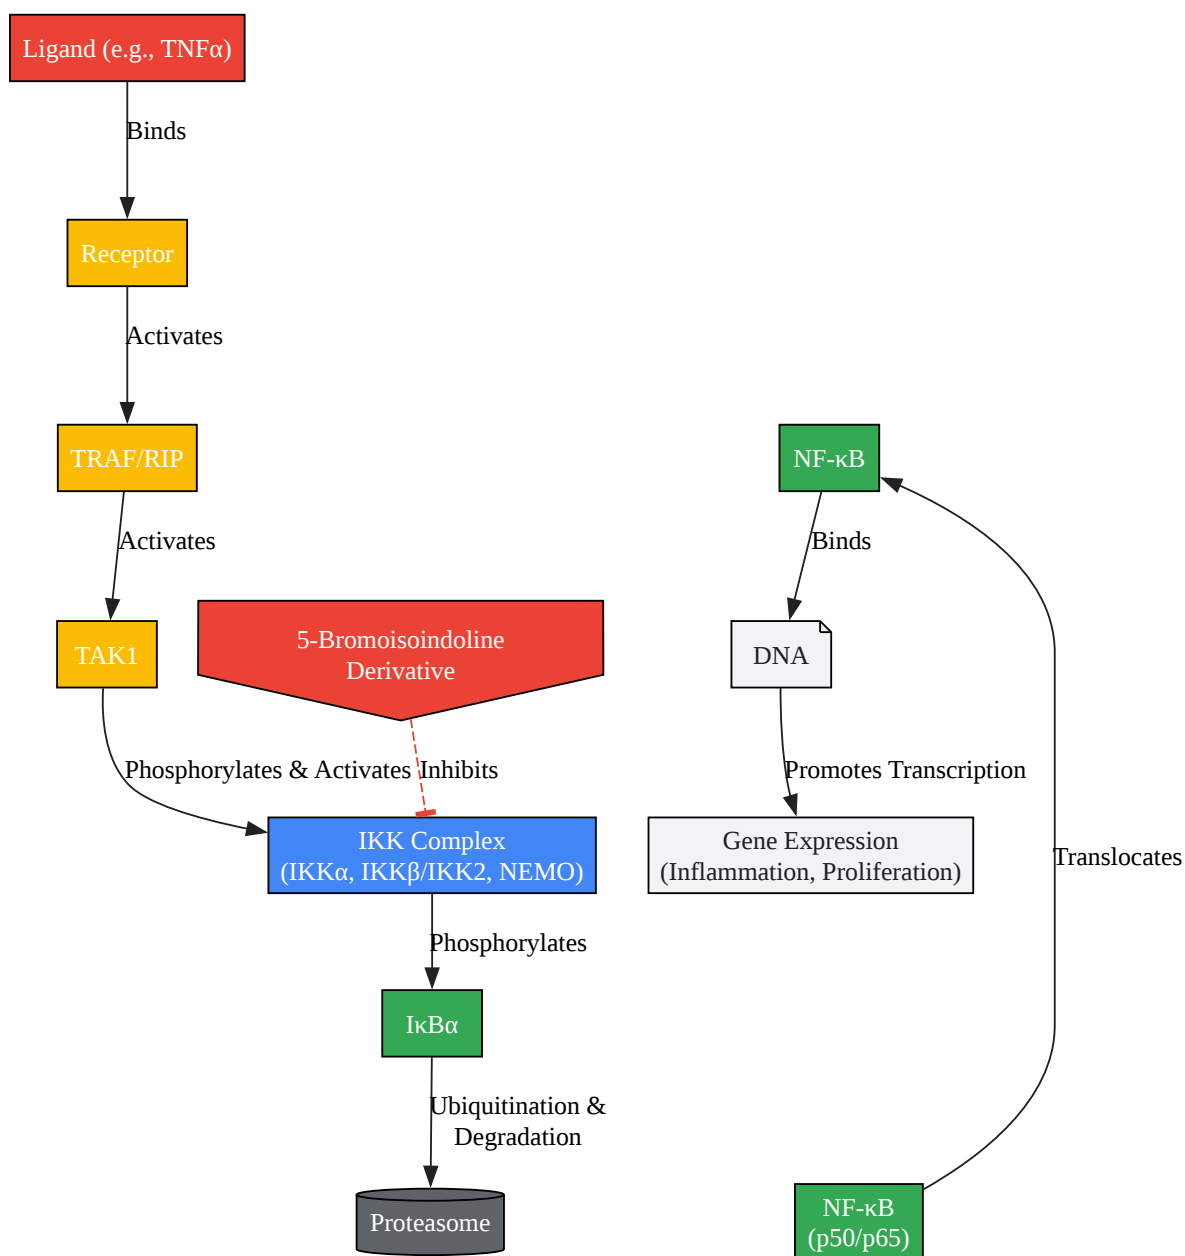 Ligand (e.g., TNFα)
Binds
Receptor
Activates
TRAF/RIP
Activates
TAK1
5-Bromoisoindoline
Derivative
Phosphorylates & Activates
Inhibits
IKK Complex
(IKKα, IKKβ/IKK2, NEMO)
Phosphorylates
IκBα
Ubiquitination &
Degradation
Proteasome
NF-κB
Binds
DNA
Promotes Transcription
Gene Expression
(Inflammation, Proliferation)
Translocates
NF-κB
(p50/p65)